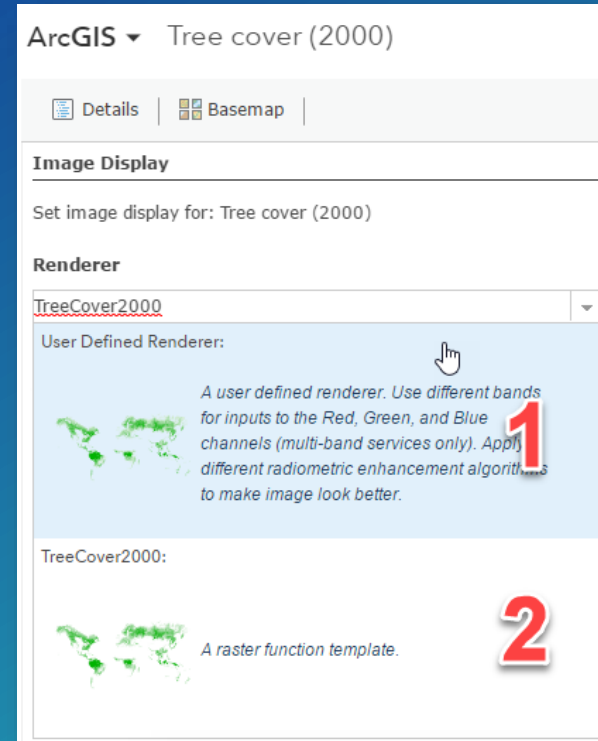 ArcGIS Tree cover (2000)
Details Basemap
Image Display
Set image display for: Tree cover (2000)
Renderer
TreeCover2000
User Defined Renderer:
A user defined renderer. Use different bands
for inputs to the Red, Green, and Blue
channels (multi-band services only). Apply
different radiometric enhancement algorithms
to make image look better.
1
TreeCover2000:
A raster function template.
2